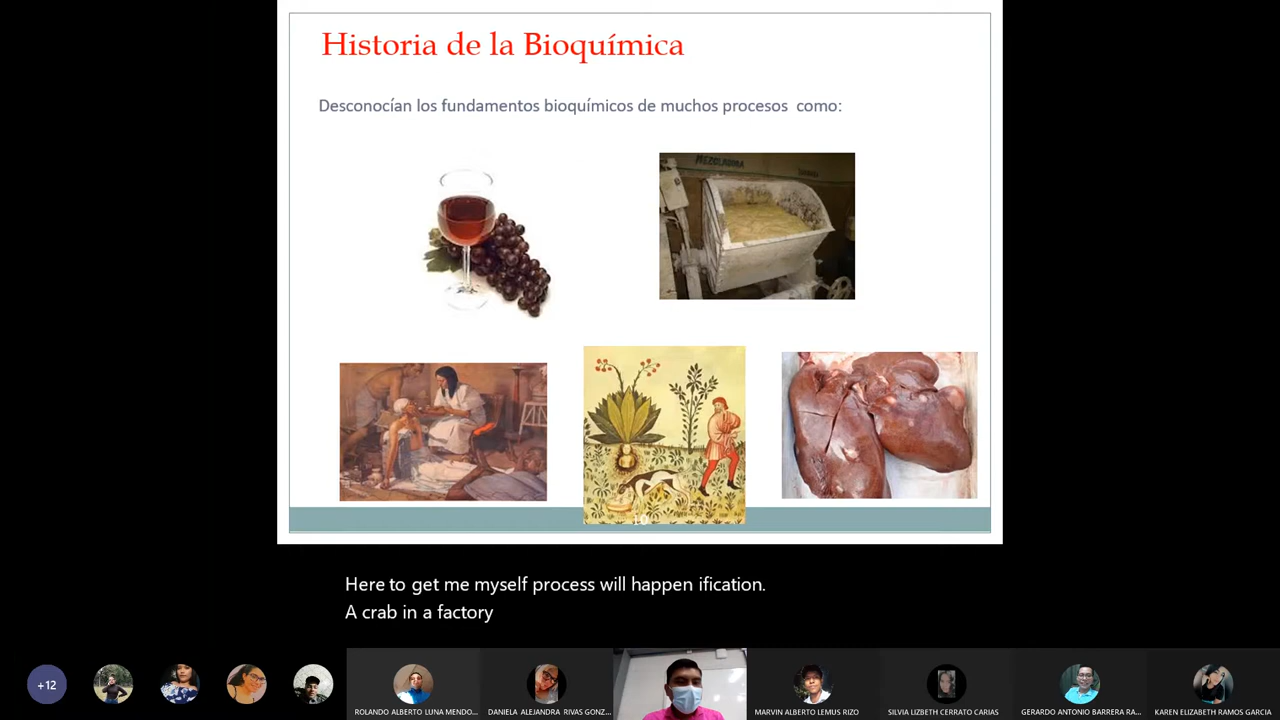 Historia de la Bioquímica
Desconocían los fundamentos bioquímicos de muchos procesos como:
MEZCLADORA
Here to get me myself process will happen ification.
A crab in a factory
+12
ROLANDO ALBERTO LUNA MENDO...
DANIELA ALEJANDRA RIVAS GONZ...
MARVIN ALBERTO LEMUS RIZO
SILVIA LIZBETH CERRATO CARIAS
GERARDO ANTONIO BARRERA RA...
KAREN ELIZABETH RAMOS GARCIA